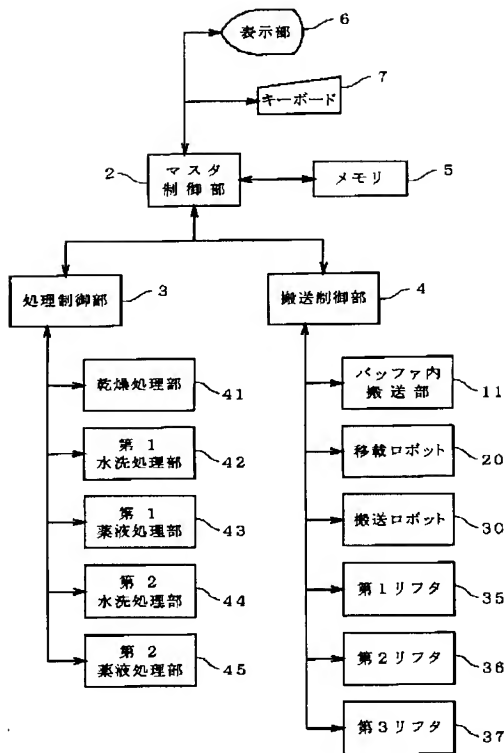 6
表示部
7
キーボード
2
マスタ
制御部
メモリ
5
処理制御部
3
搬送制御部
4
乾燥処理部
41
第1
水洗処理部
42
第1
薬液処理部
43
第2
水洗処理部
44
第2
薬液処理部
45
バッファ内
搬送部
11
移載ロボット
20
搬送ロボット
30
第1リフタ
35
第2リフタ
36
第3リフタ
37